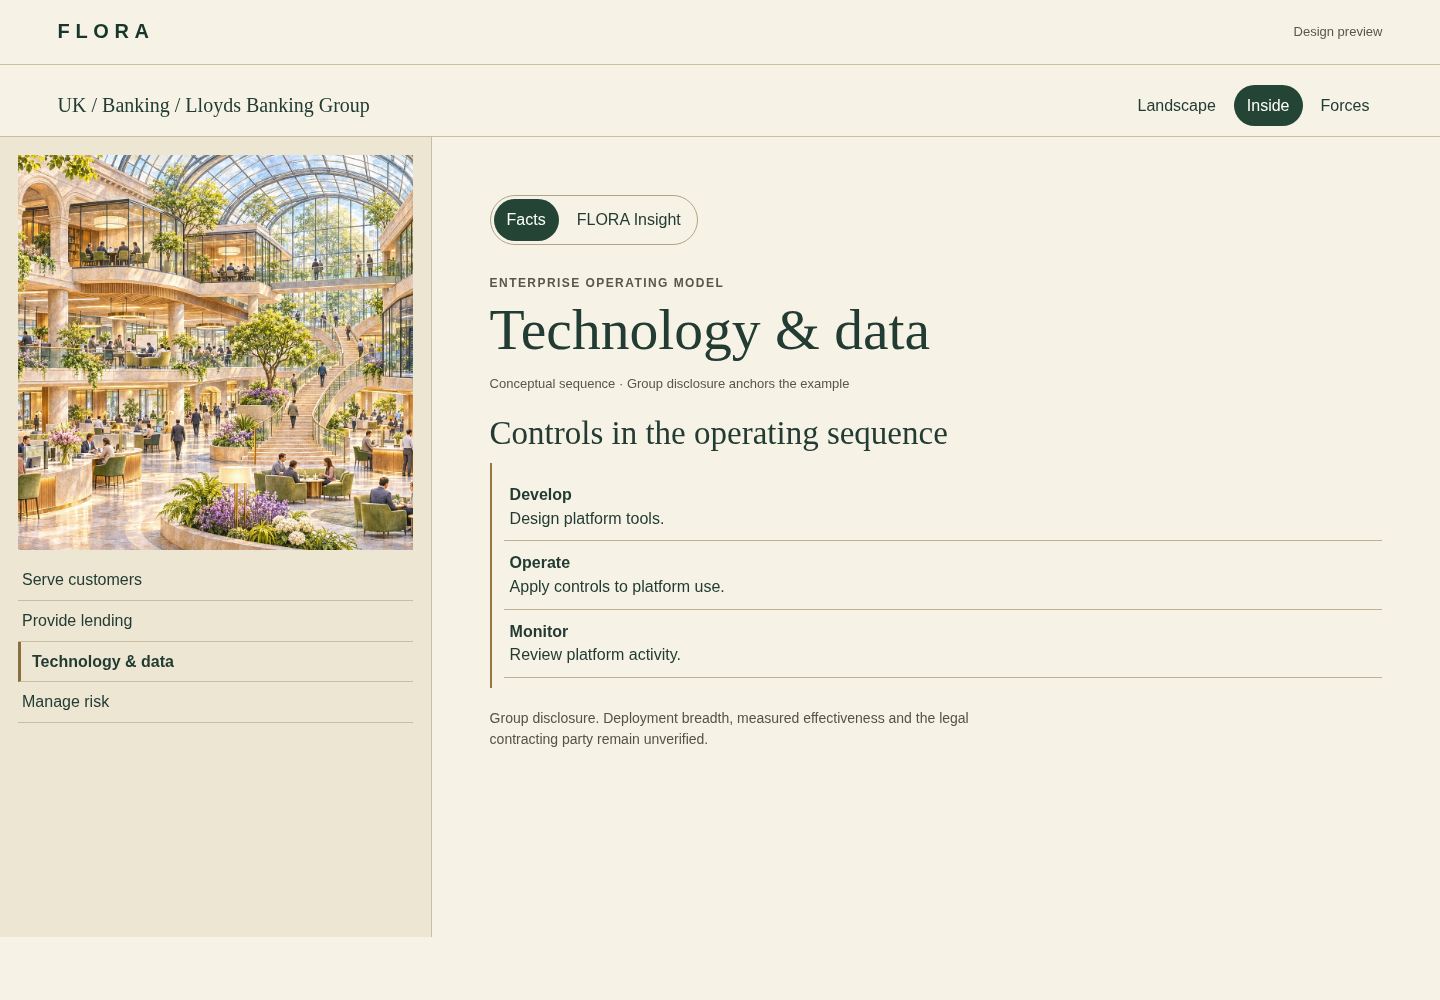 FLORA
Design preview
UK / Banking / Lloyds Banking Group
Landscape
Inside
Forces
Facts
FLORA Insight
ENTERPRISE OPERATING MODEL
Technology & data
Conceptual sequence · Group disclosure anchors the example
Controls in the operating sequence
Develop
Design platform tools.
Operate
Apply controls to platform use.
Monitor
Review platform activity.
Group disclosure. Deployment breadth, measured effectiveness and the legal
contracting party remain unverified.
Serve customers
Provide lending
Technology & data
Manage risk